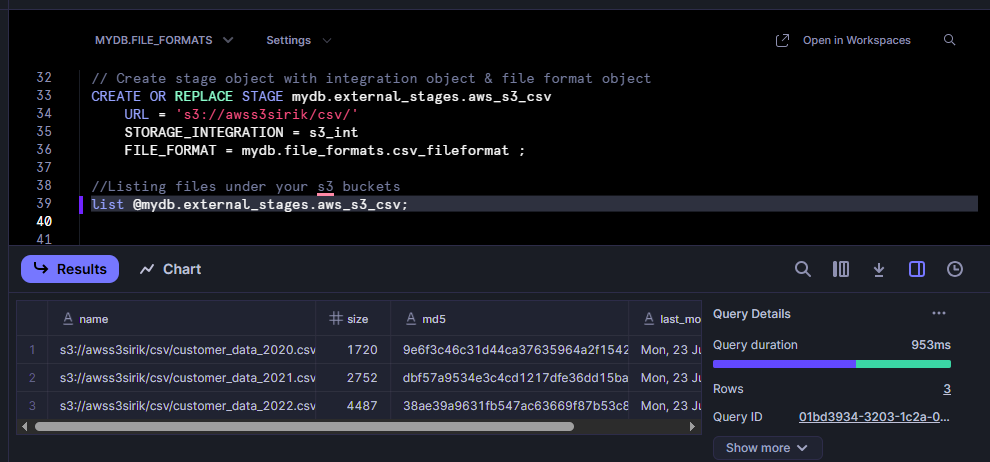 MYDB.FILE_FORMATS Settings Open in Workspaces
32 // Create stage object with integration object & file format object
33 CREATE OR REPLACE STAGE mydb.external_stages.aws_s3_csv
34 URL = 's3://awss3sirik/csv/'
35 STORAGE_INTEGRATION = s3_int
36 FILE_FORMAT = mydb.file_formats.csv_fileformat ;
37
38 //Listing files under your s3 buckets
39 list @mydb.external_stages.aws_s3_csv;
40
41
Results Chart
A name # size A md5 A last_mo
1 s3://awss3sirik/csv/customer_data_2020.csv 1720 9e6f3c46c31d44ca37635964a2f1542 Mon, 23 Ju
2 s3://awss3sirik/csv/customer_data_2021.csv 2752 dbf57a9534e3c4cd1217dfe36dd15ba Mon, 23 Ju
3 s3://awss3sirik/csv/customer_data_2022.csv 4487 38ae39a9631fb547ac63669f87b53c8 Mon, 23 Ju
Query Details ...
Query duration 953ms
Rows 3
Query ID 01bd3934-3203-1c2a-0...
Show more